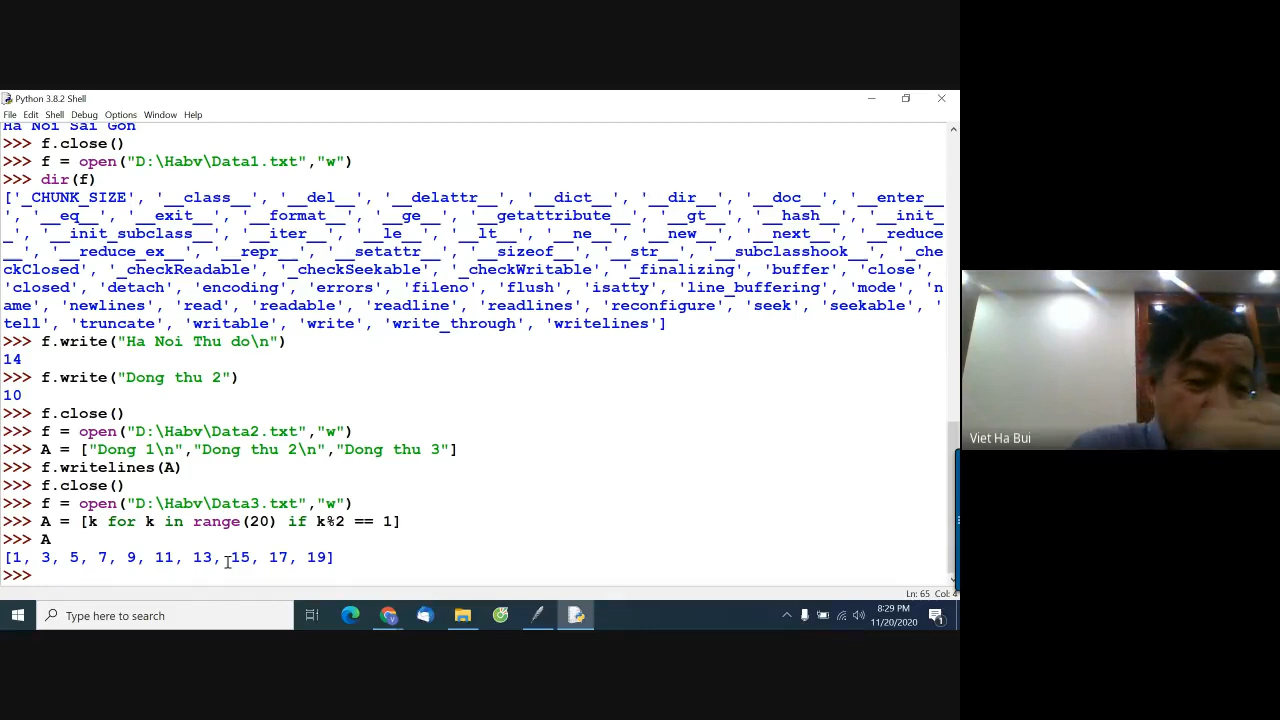 Python 3.8.2 Shell
File Edit Shell Debug Options Window Help
Ha Noi Sai Gon
>>> f.close()
>>> f = open("D:\Habv\Data1.txt","w")
>>> dir(f)
['_CHUNK_SIZE', '__class__', '__del__', '__delattr__', '__dict__', '__dir__', '__doc__', '__enter__
', '__eq__', '__exit__', '__format__', '__ge__', '__getattribute__', '__gt__', '__hash__', '__init_
_', '__init_subclass__', '__iter__', '__le__', '__lt__', '__ne__', '__new__', '__next__', '__reduce
__', '__reduce_ex__', '__repr__', '__setattr__', '__sizeof__', '__str__', '__subclasshook__', '_che
ckClosed', '_checkReadable', '_checkSeekable', '_checkWritable', '_finalizing', 'buffer', 'close',
'closed', 'detach', 'encoding', 'errors', 'fileno', 'flush', 'isatty', 'line_buffering', 'mode', 'n
ame', 'newlines', 'read', 'readable', 'readline', 'readlines', 'reconfigure', 'seek', 'seekable', '
tell', 'truncate', 'writable', 'write', 'write_through', 'writelines']
>>> f.write("Ha Noi Thu do\n")
14
>>> f.write("Dong thu 2")
10
>>> f.close()
>>> f = open("D:\Habv\Data2.txt","w")
>>> A = ["Dong 1\n","Dong thu 2\n","Dong thu 3"]
>>> f.writelines(A)
>>> f.close()
>>> f = open("D:\Habv\Data3.txt","w")
>>> A = [k for k in range(20) if k%2 == 1]
>>> A
[1, 3, 5, 7, 9, 11, 13, 15, 17, 19]
>>>
Ln: 65 Col: 4
Type here to search
8:29 PM
11/20/2020
1
Viet Ha Bui